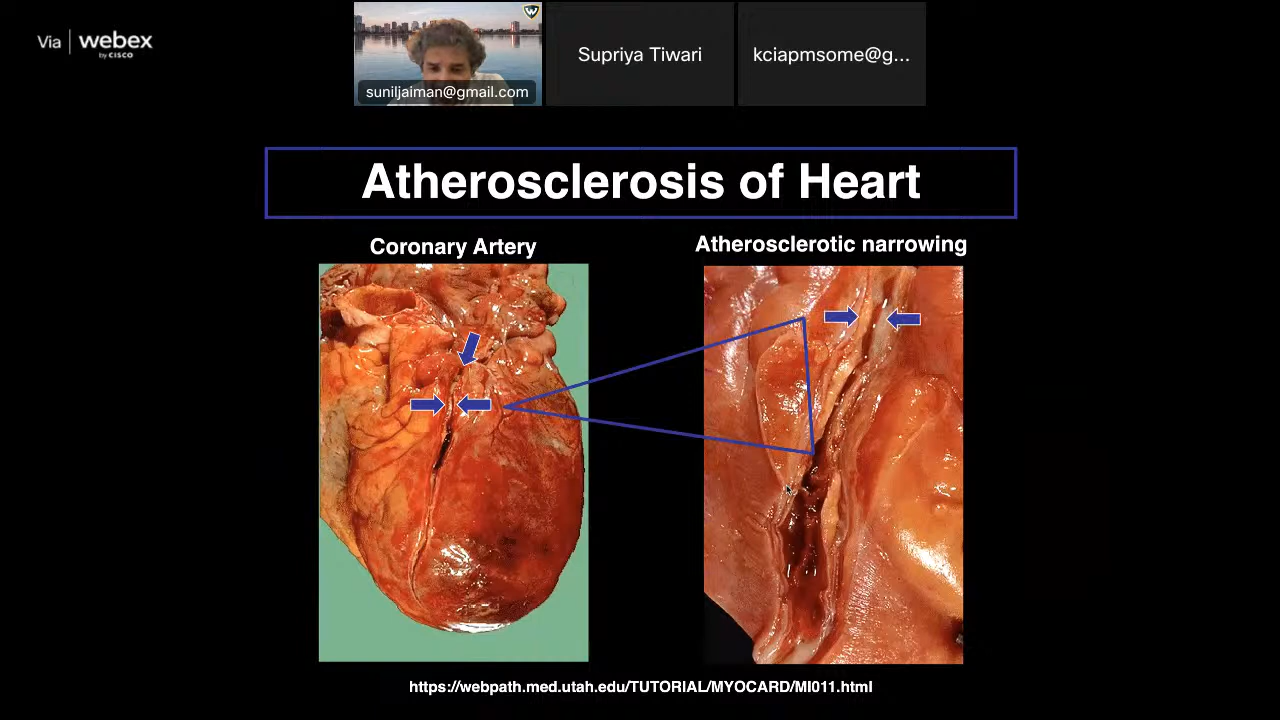 Via | webex
by CISCO
W
suniljaiman@gmail.com
Supriya Tiwari
kciapmsome@g...
Atherosclerosis of Heart
Coronary Artery
Atherosclerotic narrowing
https://webpath.med.utah.edu/TUTORIAL/MYOCARD/MI011.html